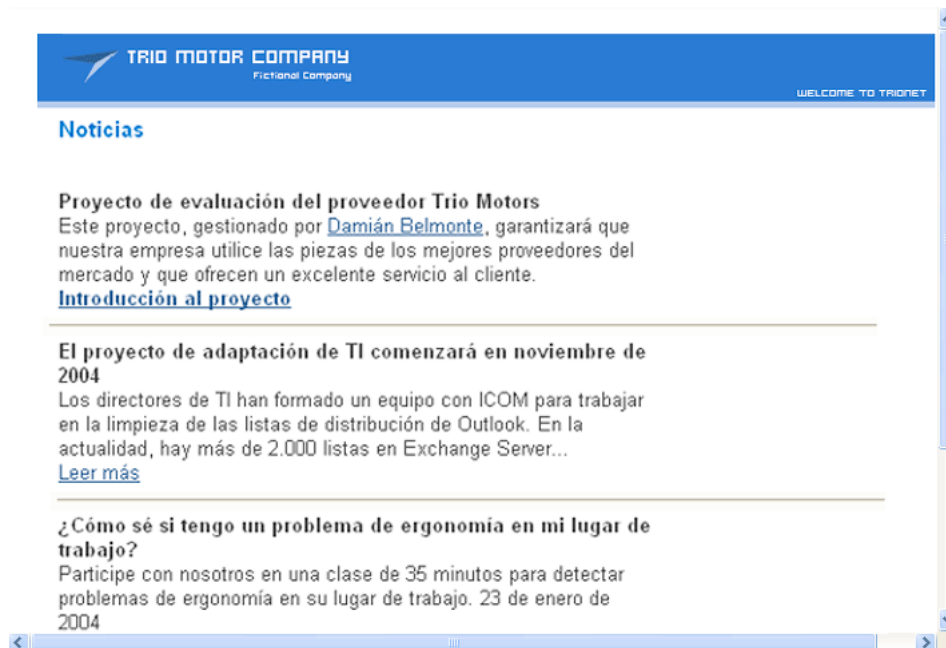 TRIO MOTOR COMPANY
Fictional Company
WELCOME TO TRIONET
Noticias
Proyecto de evaluación del proveedor Trio Motors
Este proyecto, gestionado por Damián Belmonte, garantizará que
nuestra empresa utilice las piezas de los mejores proveedores del
mercado y que ofrecen un excelente servicio al cliente.
Introducción al proyecto
El proyecto de adaptación de TI comenzará en noviembre de
2004
Los directores de TI han formado un equipo con ICOM para trabajar
en la limpieza de las listas de distribución de Outlook. En la
actualidad, hay más de 2.000 listas en Exchange Server...
Leer más
¿Cómo sé si tengo un problema de ergonomía en mi lugar de
trabajo?
Participe con nosotros en una clase de 35 minutos para detectar
problemas de ergonomía en su lugar de trabajo. 23 de enero de
2004